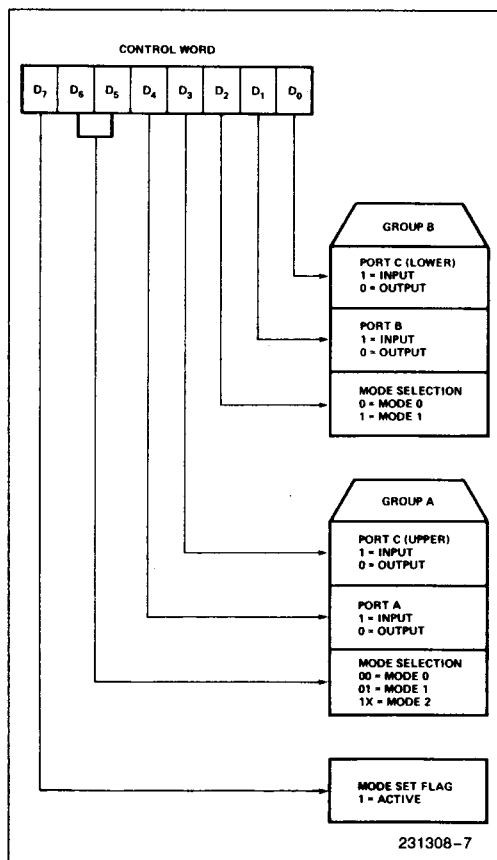 CONTROL WORD
D7 D6 D5 D4 D3 D2 D1 D0
GROUP B
PORT C (LOWER)
1 = INPUT
0 = OUTPUT
PORT B
1 = INPUT
0 = OUTPUT
MODE SELECTION
0 = MODE 0
1 = MODE 1
GROUP A
PORT C (UPPER)
1 = INPUT
0 = OUTPUT
PORT A
1 = INPUT
0 = OUTPUT
MODE SELECTION
00 = MODE 0
01 = MODE 1
1X = MODE 2
MODE SET FLAG
1 = ACTIVE
231308-7